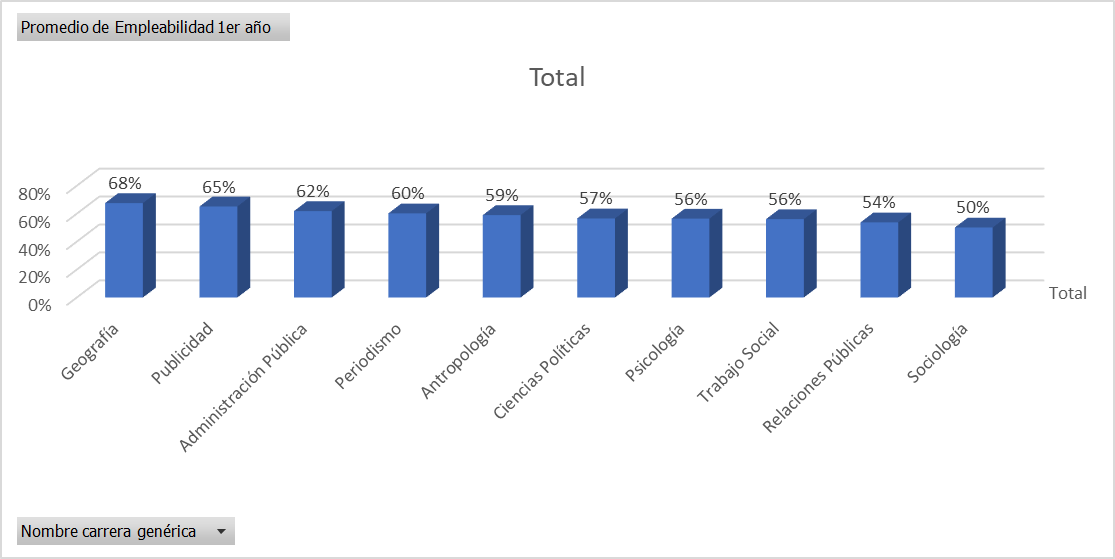 Promedio de Empleabilidad 1er año
Total
68%
65%
62%
60%
59%
57%
56%
56%
54%
50%
80%
60%
40%
20%
0%
Total
Geografía
Publicidad
Administración Pública
Periodismo
Antropología
Ciencias Políticas
Psicología
Trabajo Social
Relaciones Públicas
Sociología
Nombre carrera genérica